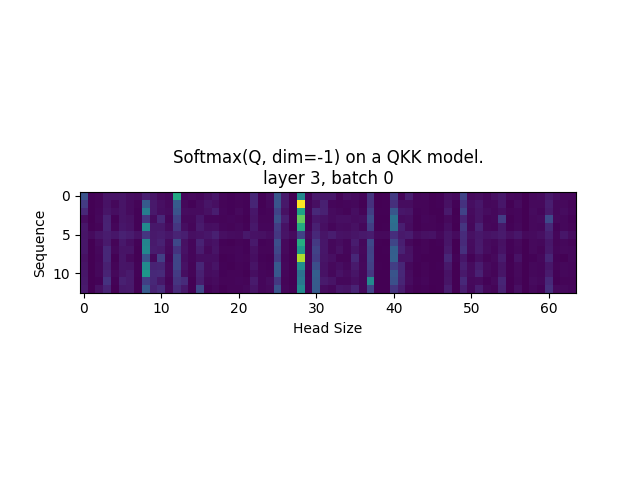 Softmax(Q, dim=-1) on a QKK model.
layer 3, batch 0
Sequence
0
5
10
0 10 20 30 40 50 60
Head Size